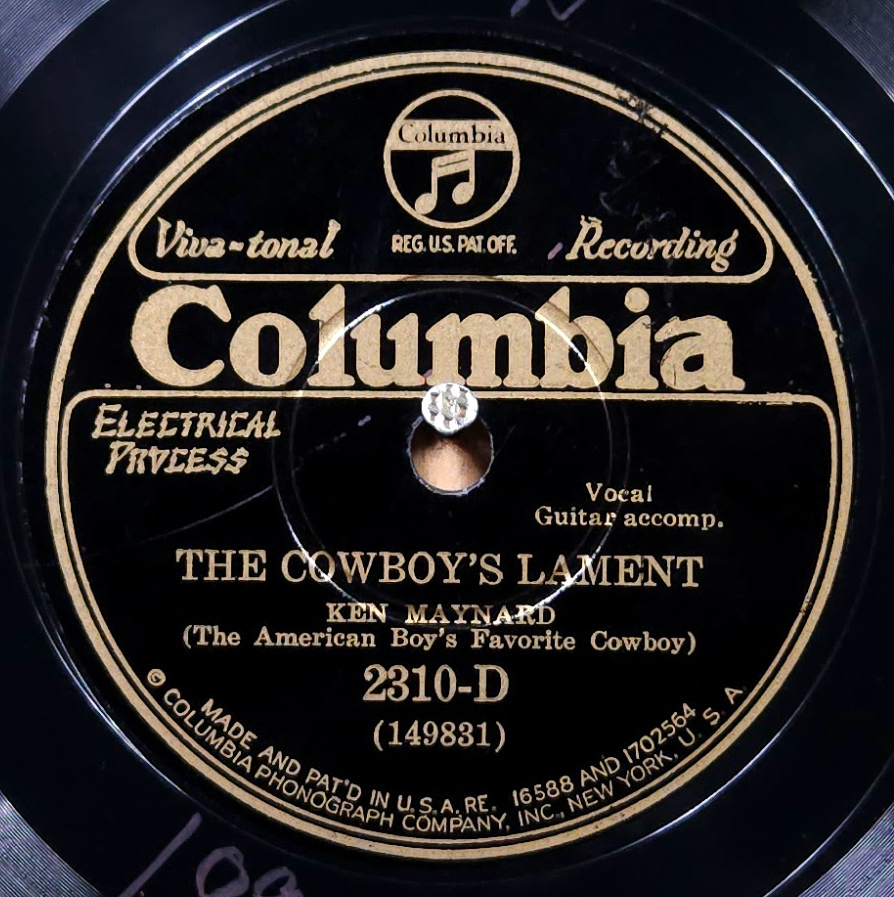 Columbia
Viva-tonal REG. U.S. PAT. OFF. Recording
Columbia
ELECTRICAL
PROCESS
Vocal
Guitar accomp.
THE COWBOY'S LAMENT
KEN MAYNARD
(The American Boy's Favorite Cowboy)
2310-D
(149831)
MADE AND PAT'D IN U.S.A. RE. 16588 AND 1702564
© COLUMBIA PHONOGRAPH COMPANY, INC., NEW YORK, U. S. A.